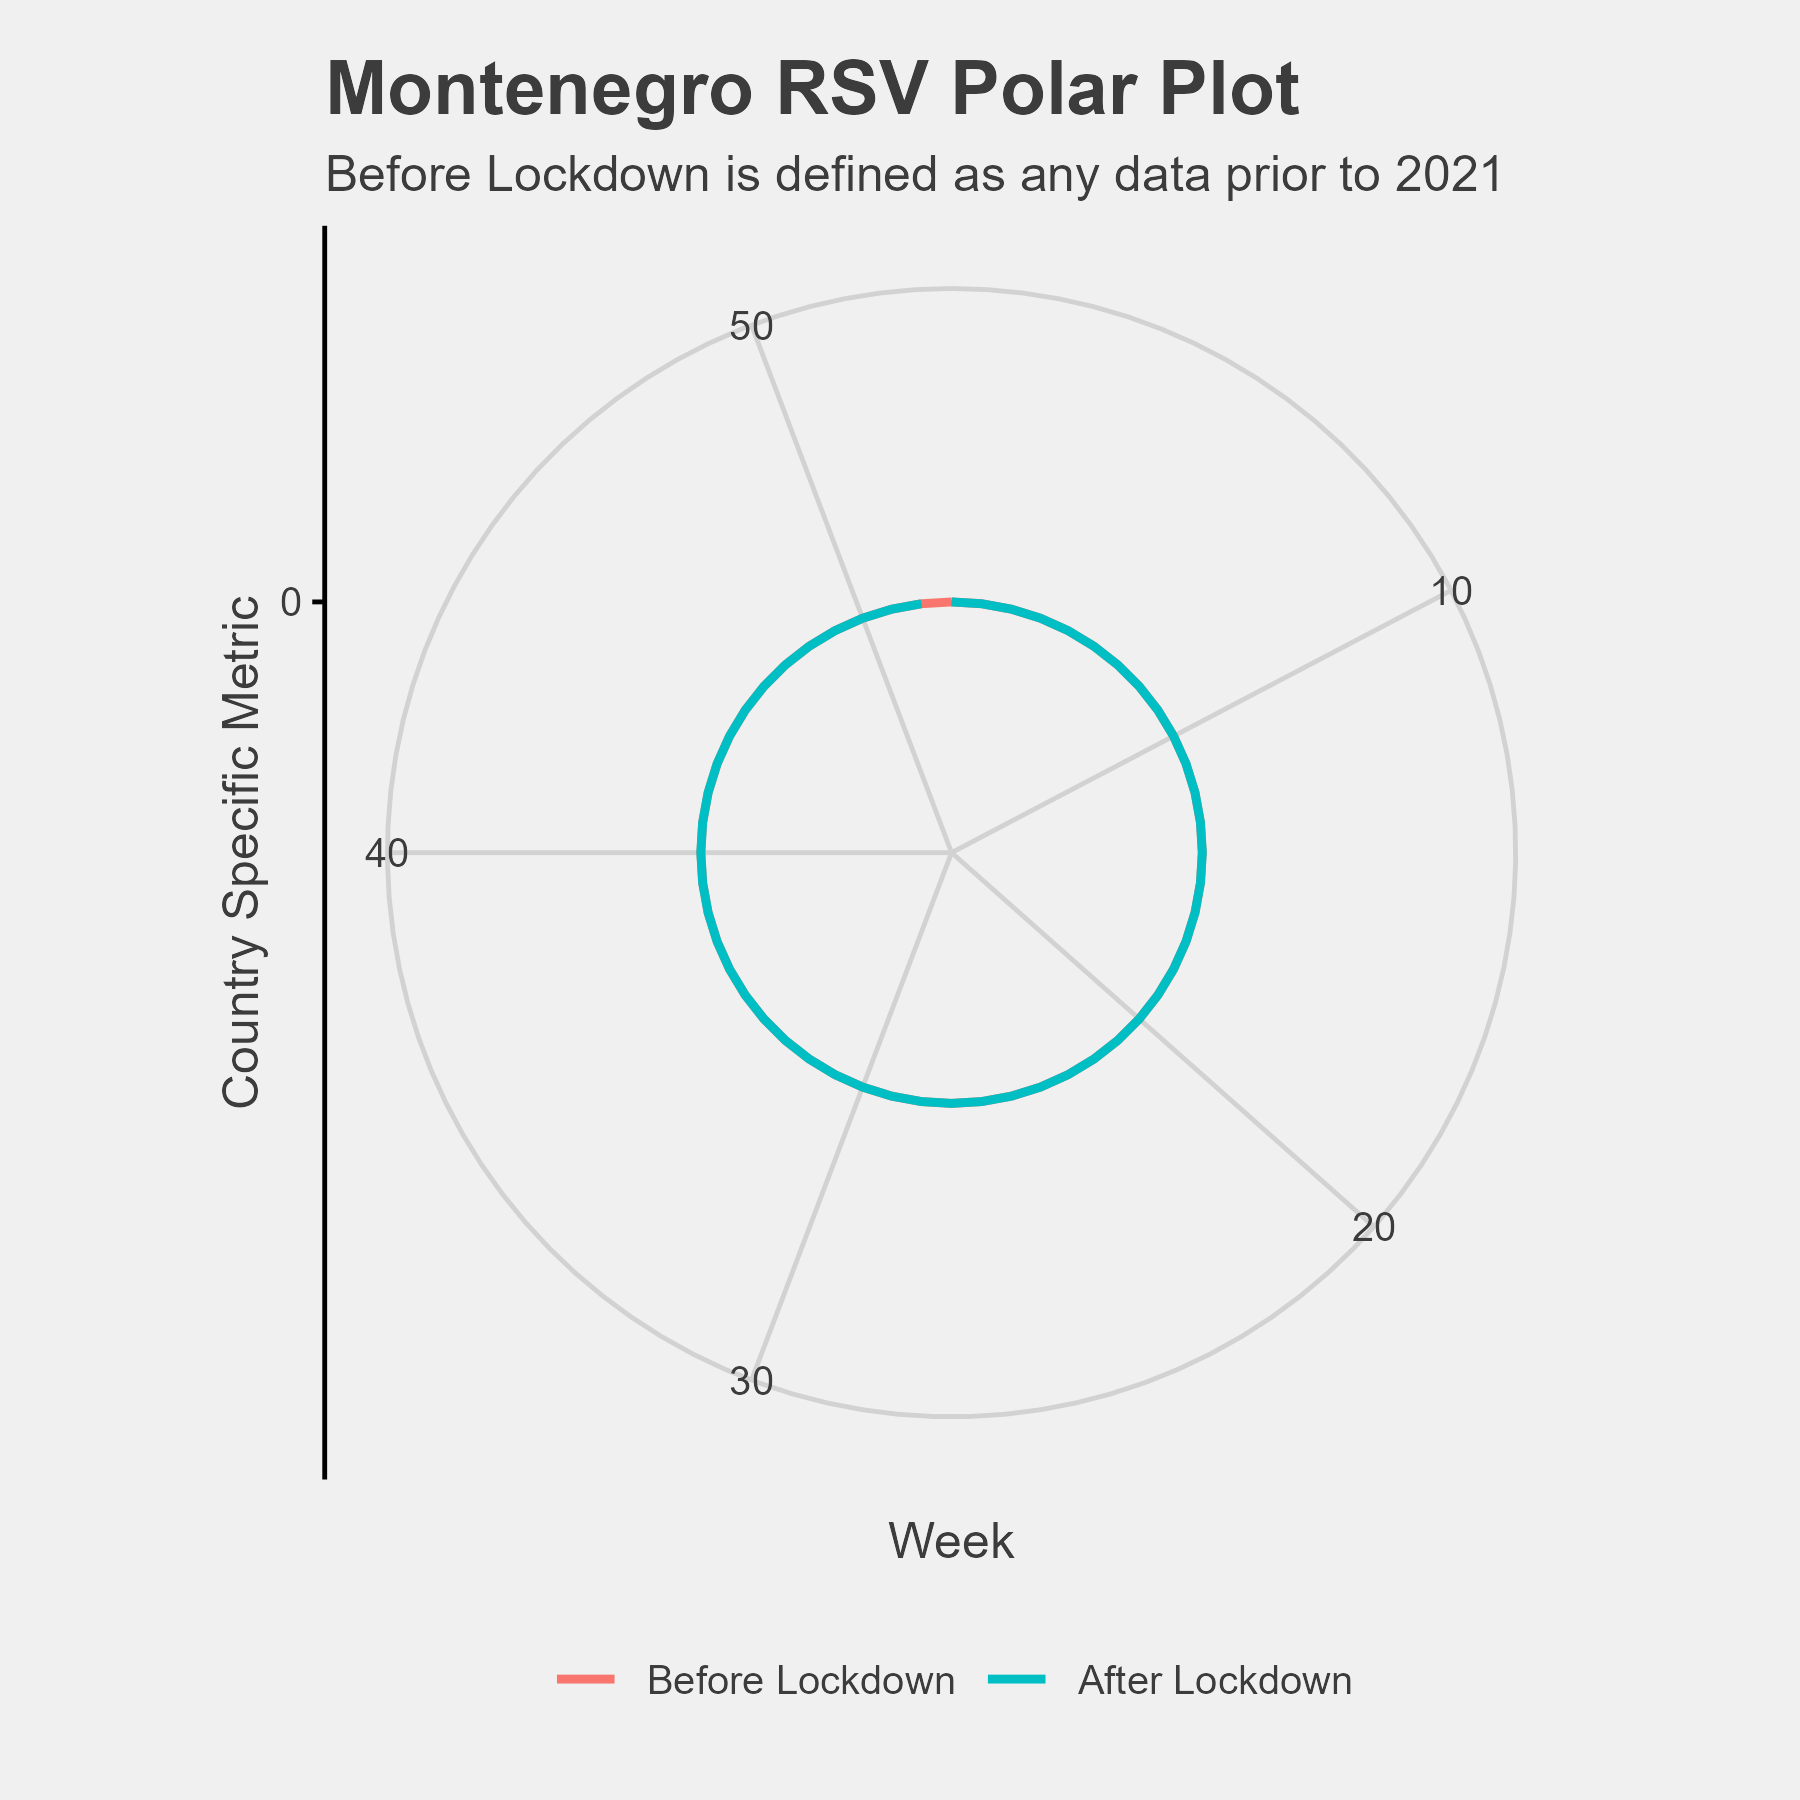 Montenegro RSV Polar Plot
Before Lockdown is defined as any data prior to 2021
50
10
0
40
20
30
Country Specific Metric
Week
Before Lockdown
After Lockdown